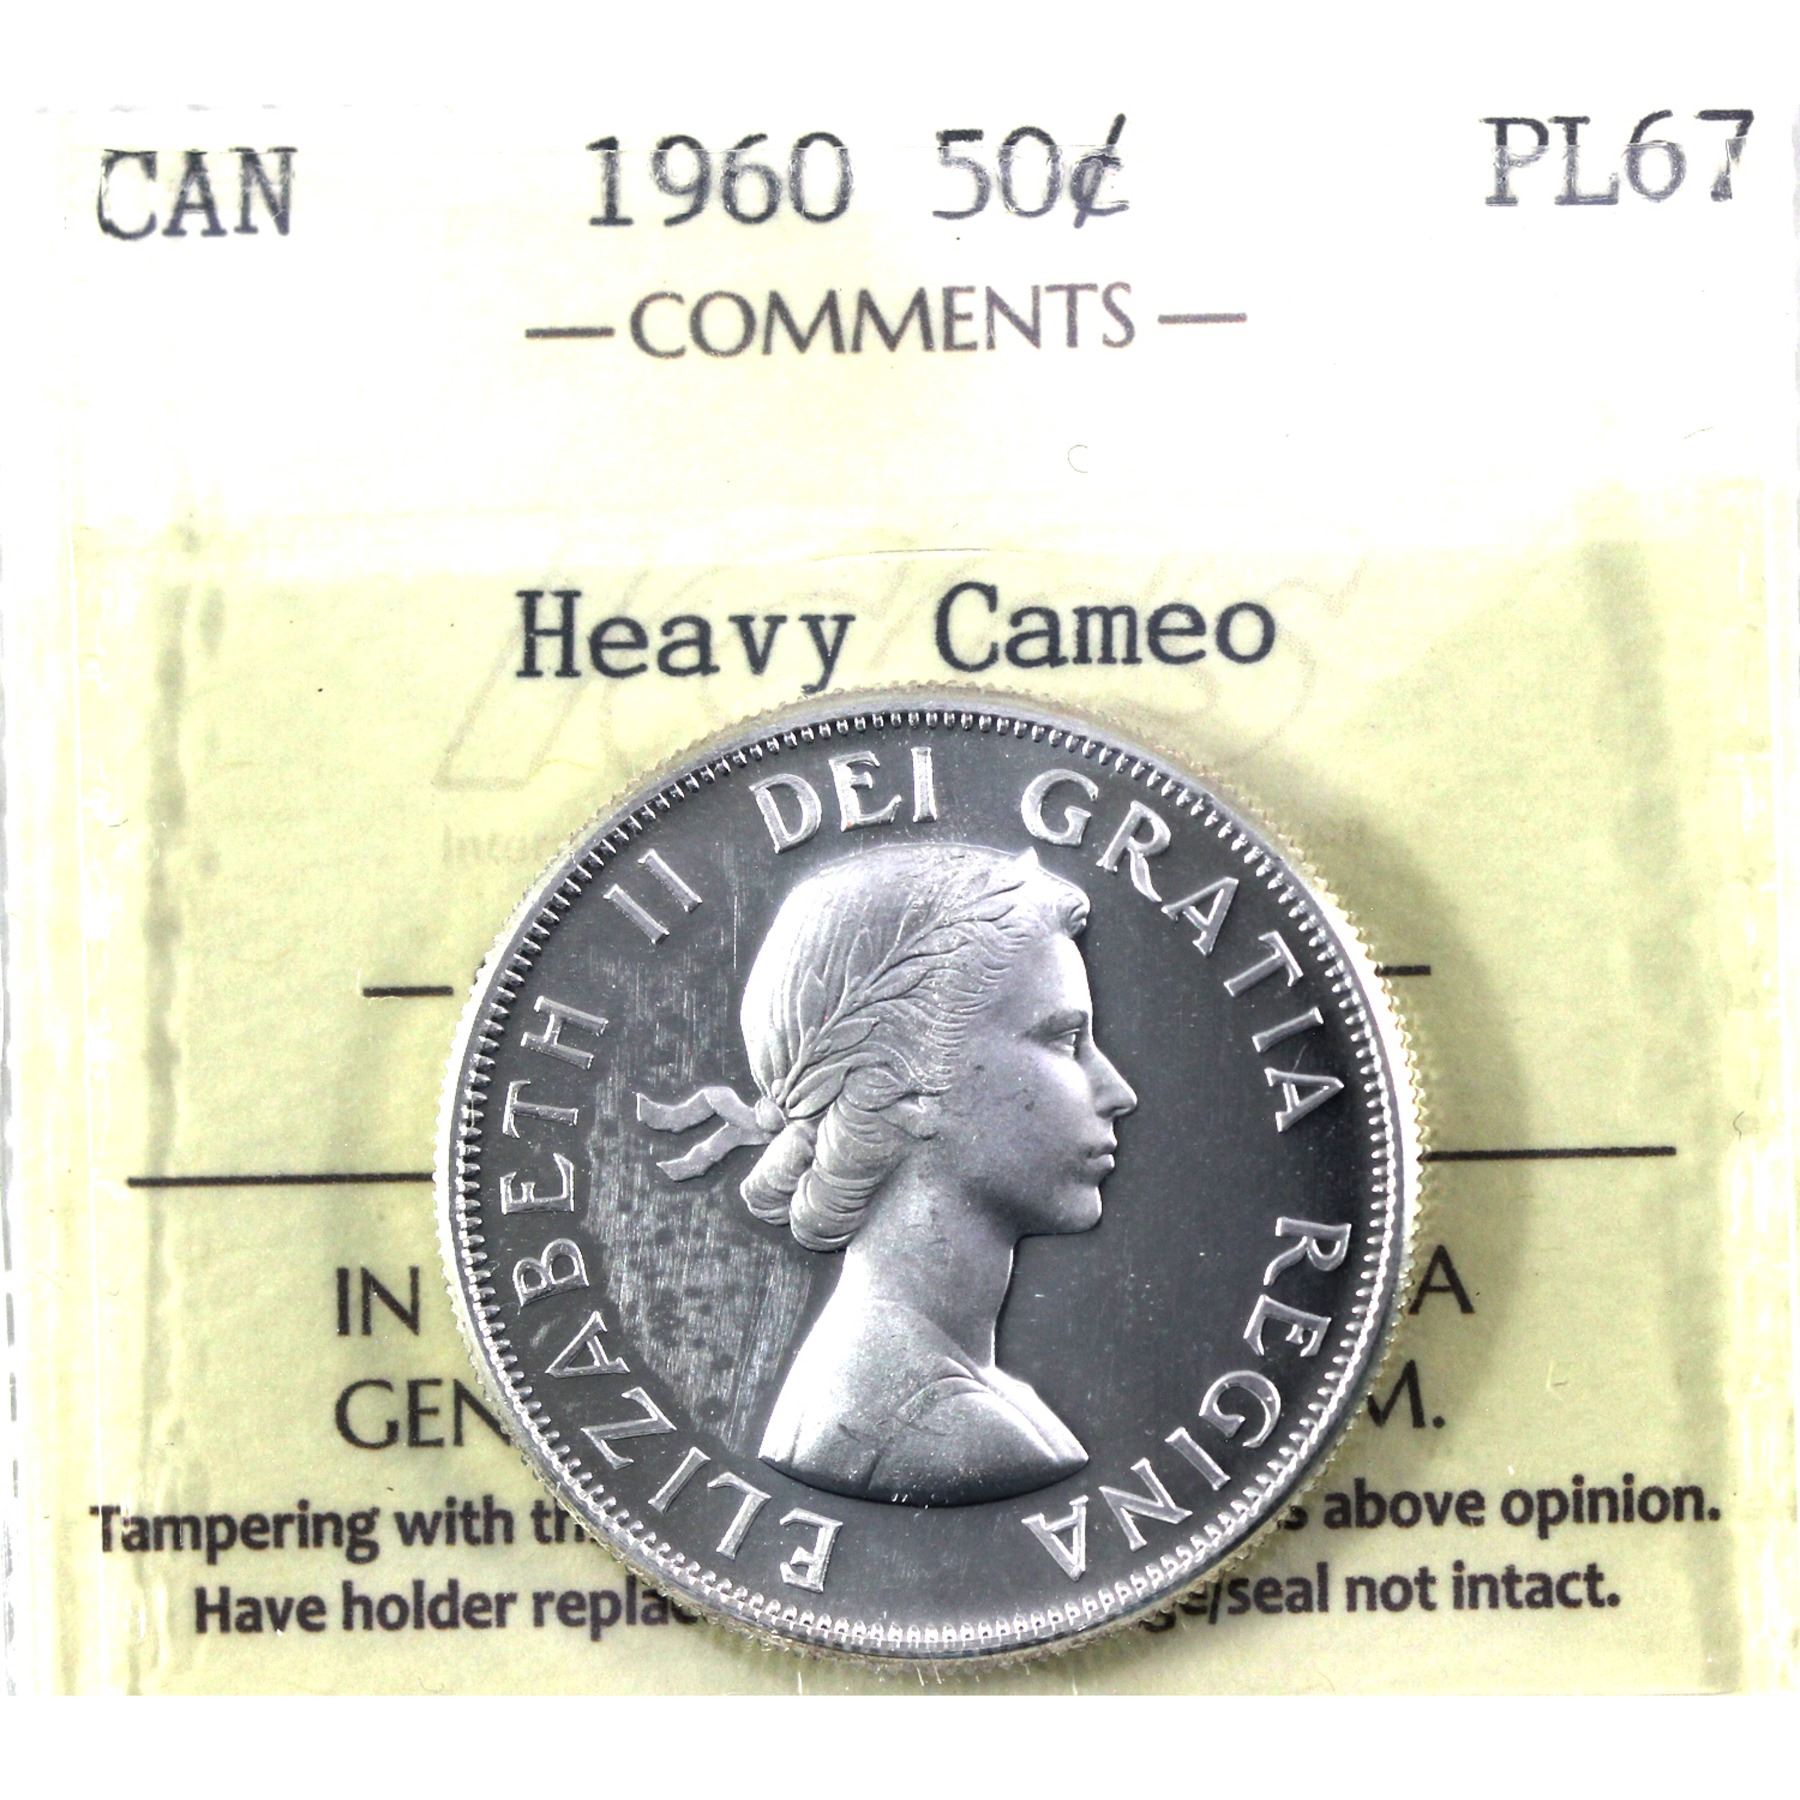 CAN 1960 50¢ PL67
—COMMENTS—
Heavy Cameo
ELIZABETH II DEI GRATIA REGINA
IN A
GEN M.
Tampering with th s above opinion.
Have holder replac ge/seal not intact.